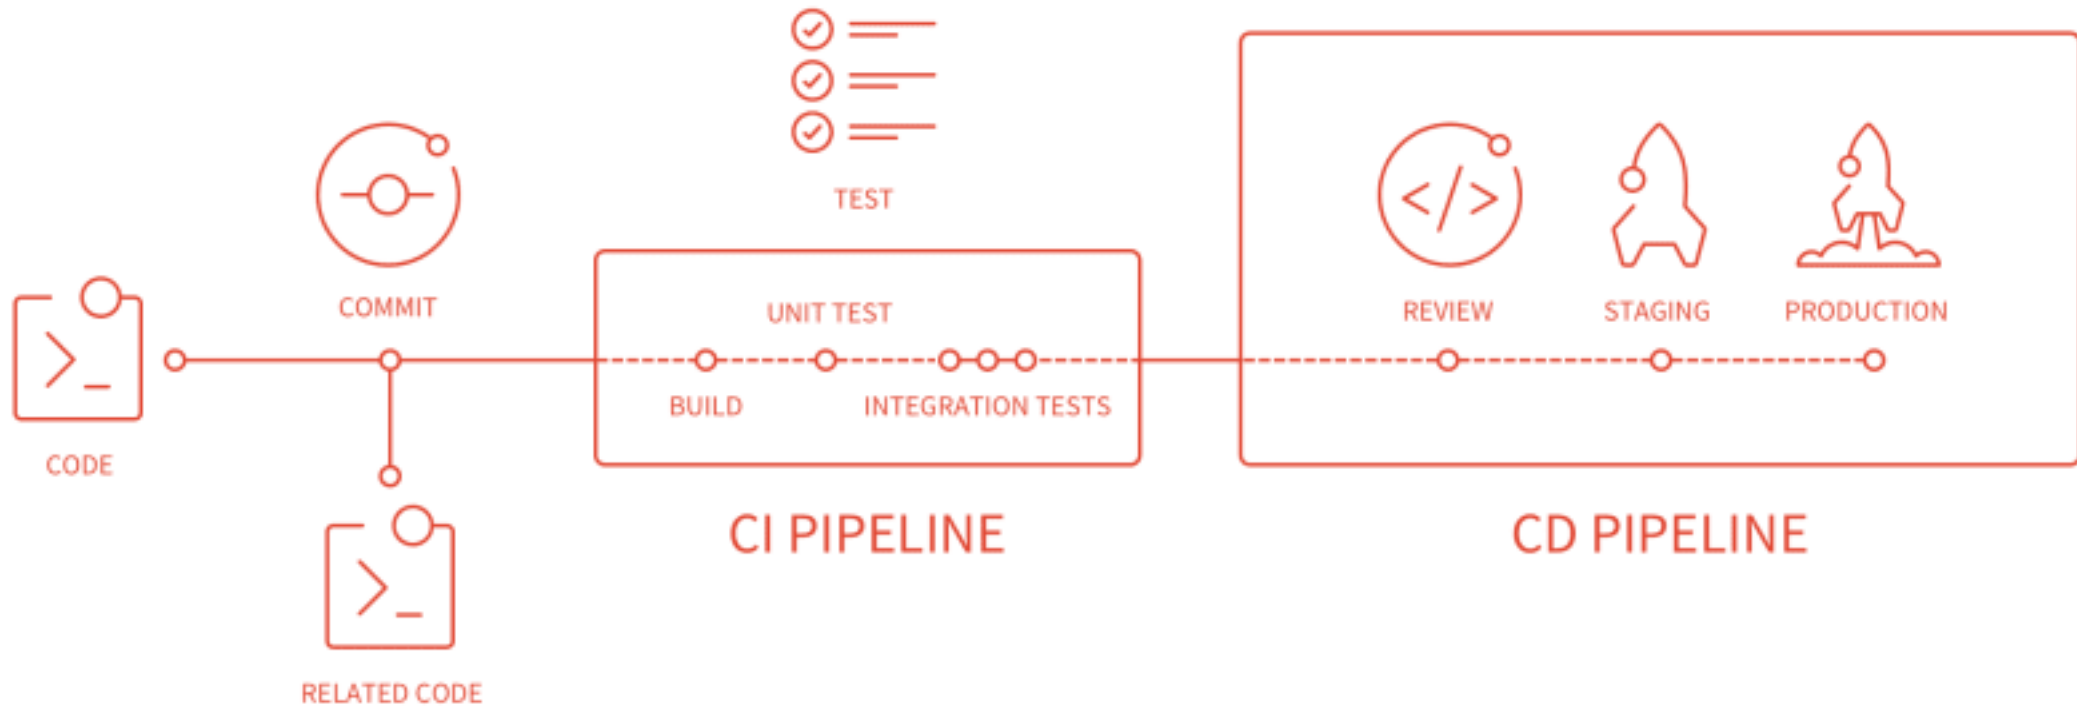 TEST
COMMIT
UNIT TEST
REVIEW
STAGING
PRODUCTION
BUILD
INTEGRATION TESTS
CODE
CI PIPELINE
CD PIPELINE
RELATED CODE